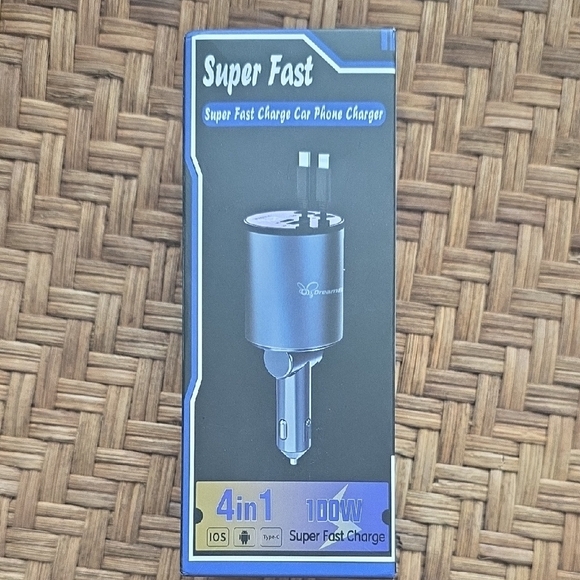 Super Fast
Super Fast Charge Car Phone Charger
4in1
100W
IOS
Type-C
Super Fast Charge